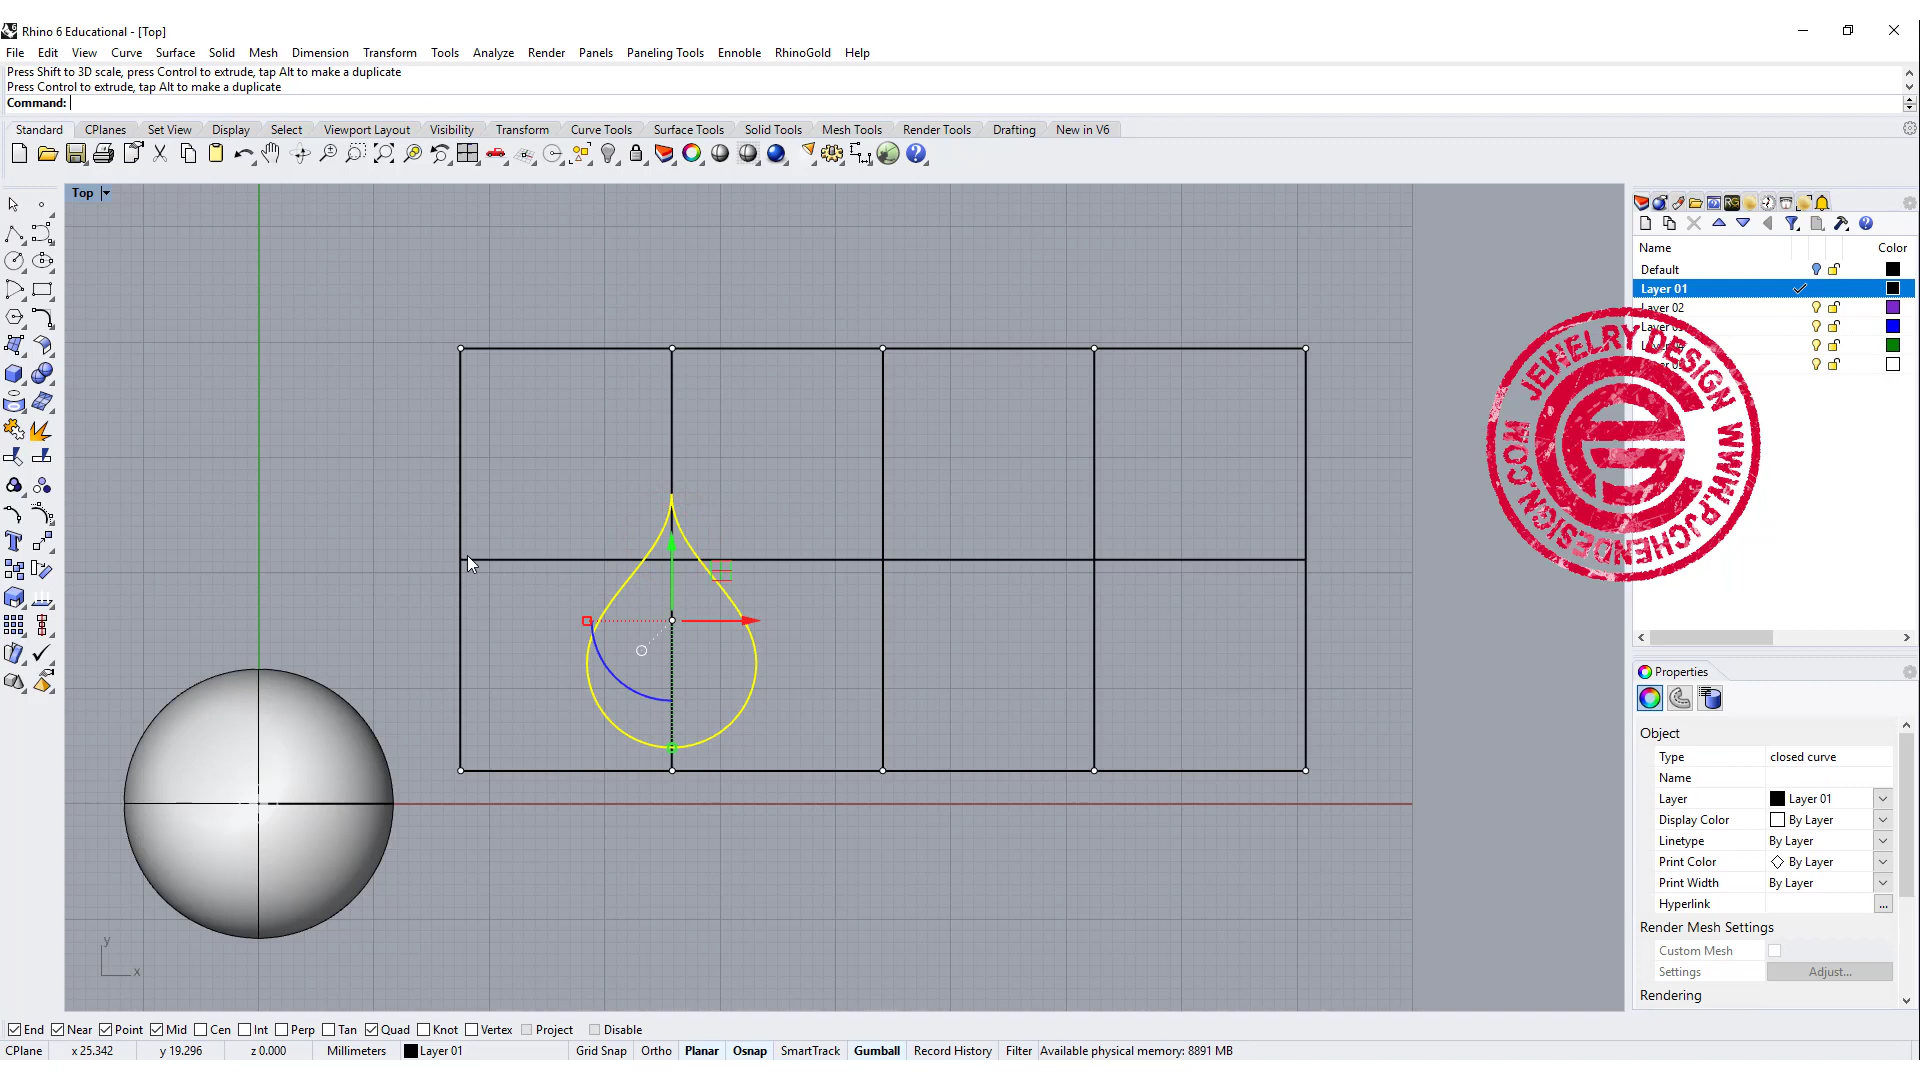 Rhino 6 Educational - [Top]
File Edit View Curve Surface Solid Mesh Dimension Transform Tools Analyze Render Panels Paneling Tools Ennoble RhinoGold Help
Press Shift to 3D scale, press Control to extrude, tap Alt to make a duplicate
Press Control to extrude, tap Alt to make a duplicate
Command:
Standard CPlanes Set View Display Select Viewport Layout Visibility Transform Curve Tools Surface Tools Solid Tools Mesh Tools Render Tools Drafting New in V6
Top
Name Color
Default
Layer 01
Layer 02
JEWELRY DESIGN
WWW.PJCHENDESIGN.COM
Properties
Object
Type closed curve
Name
Layer Layer 01
Display Color By Layer
Linetype By Layer
Print Color By Layer
Print Width By Layer
Hyperlink ...
Render Mesh Settings
Custom Mesh
Settings Adjust...
Rendering
y
x
End Near Point Mid Cen Int Perp Tan Quad Knot Vertex Project Disable
CPlane x 25.342 y 19.296 z 0.000 Millimeters Layer 01 Grid Snap Ortho Planar Osnap SmartTrack Gumball Record History Filter Available physical memory: 8891 MB